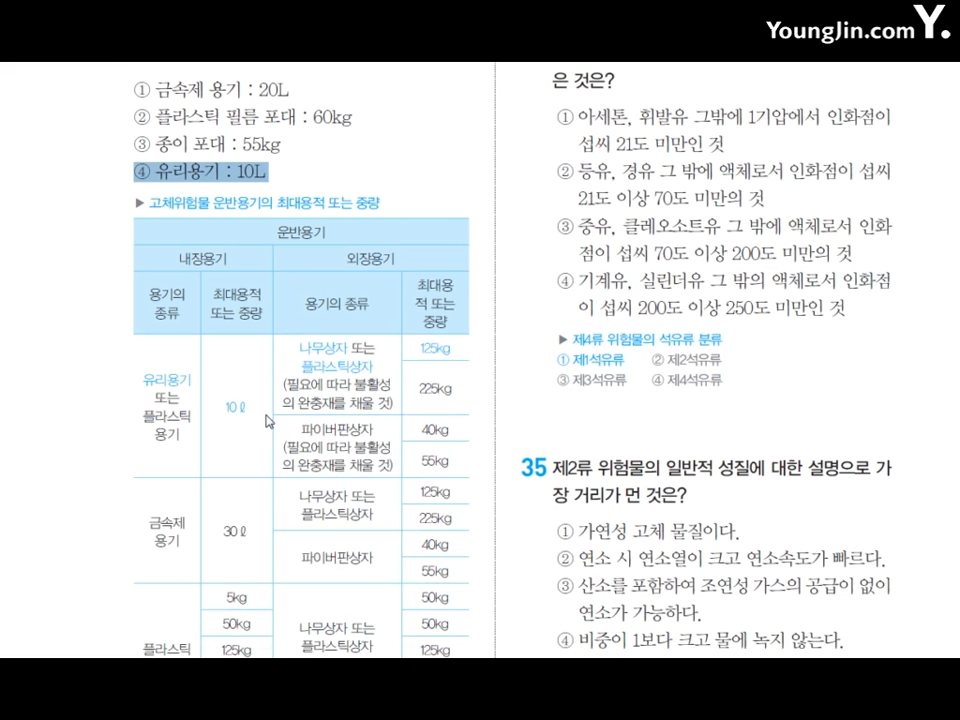 YoungJin.com Y.
① 금속제 용기 : 20L
② 플라스틱 필름 포대 : 60kg
③ 종이 포대 : 55kg
④ 유리용기 : 10L
▶ 고체위험물 운반용기의 최대용적 또는 중량
운반용기
내장용기 외장용기
용기의
종류
최대용적
또는 중량
용기의 종류
최대용
적 또는
중량
유리용기
또는
플라스틱
용기
10ℓ
나무상자 또는
플라스틱상자
(필요에 따라 불활성
의 완충재를 채울 것)
125kg
225kg
파이버판상자
(필요에 따라 불활성
의 완충재를 채울 것)
40kg
55kg
금속제
용기
30ℓ
나무상자 또는
플라스틱상자
125kg
225kg
파이버판상자
40kg
55kg
플라스틱
5kg
50kg
125kg
나무상자 또는
플라스틱상자
50kg
50kg
125kg
은 것은?
① 아세톤, 휘발유 그밖에 1기압에서 인화점이
섭씨 21도 미만인 것
② 등유, 경유 그 밖에 액체로서 인화점이 섭씨
21도 이상 70도 미만의 것
③ 중유, 클레오소트유 그 밖에 액체로서 인화
점이 섭씨 70도 이상 200도 미만의 것
④ 기계유, 실린더유 그 밖의 액체로서 인화점
이 섭씨 200도 이상 250도 미만인 것
▶ 제4류 위험물의 석유류 분류
① 제1석유류 ② 제2석유류
③ 제3석유류 ④ 제4석유류
35 제2류 위험물의 일반적 성질에 대한 설명으로 가
장 거리가 먼 것은?
① 가연성 고체 물질이다.
② 연소 시 연소열이 크고 연소속도가 빠르다.
③ 산소를 포함하여 조연성 가스의 공급이 없이
연소가 가능하다.
④ 비중이 1보다 크고 물에 녹지 않는다.